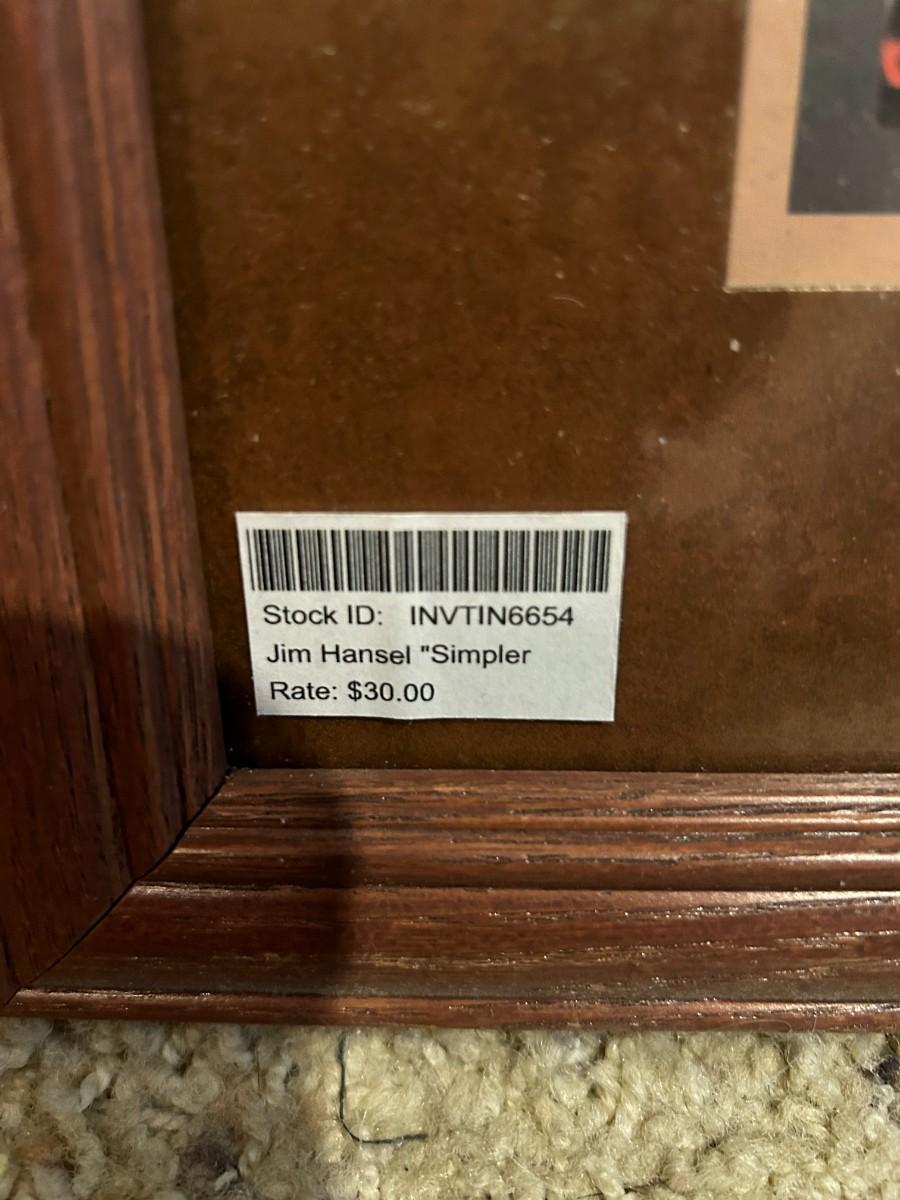 Stock ID: INVTIN6654
Jim Hansel "Simpler
Rate: $30.00